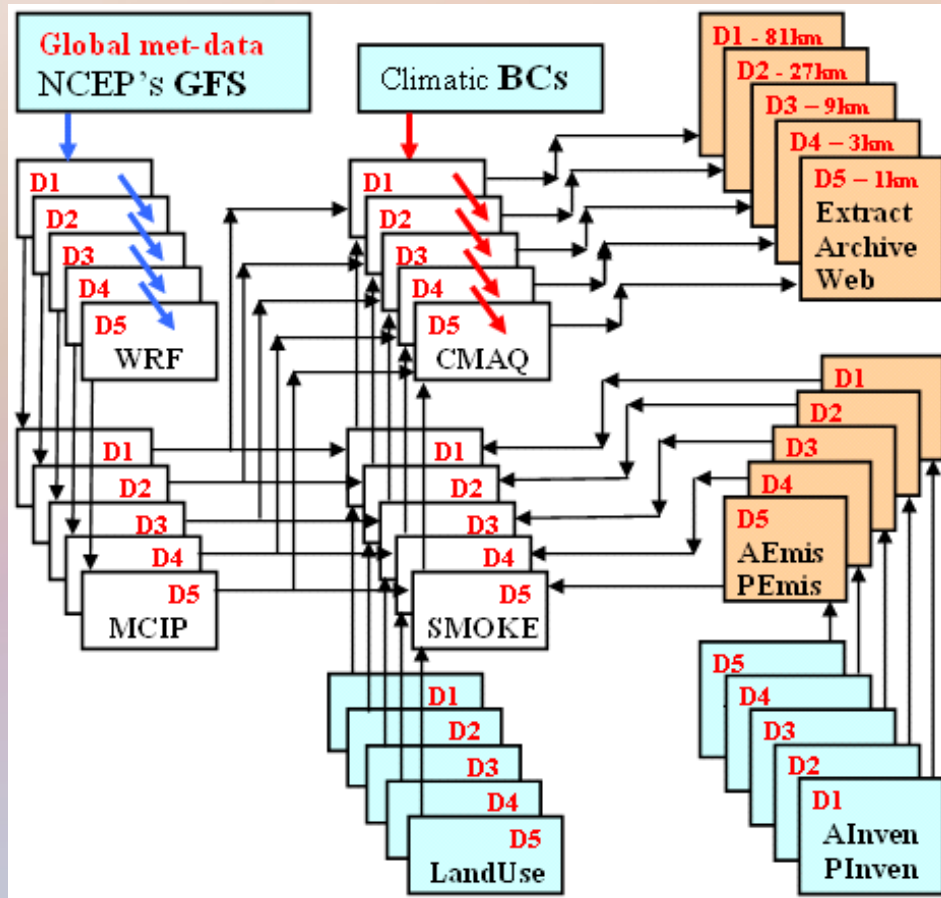 Global met-data
NCEP's GFS
Climatic BCs
D1 - 81km
D2 - 27km
D3 – 9km
D4 – 3km
D5 – 1km
Extract
Archive
Web
D1
D2
D3
D4
D5
WRF
D1
D2
D3
D4
D5
CMAQ
D1
D2
D3
D4
D5
MCIP
D1
D2
D3
D4
D5
SMOKE
D1
D2
D3
D4
D5
AEmis
PEmis
D1
D2
D3
D4
D5
LandUse
D5
D4
D3
D2
D1
AInven
PInven